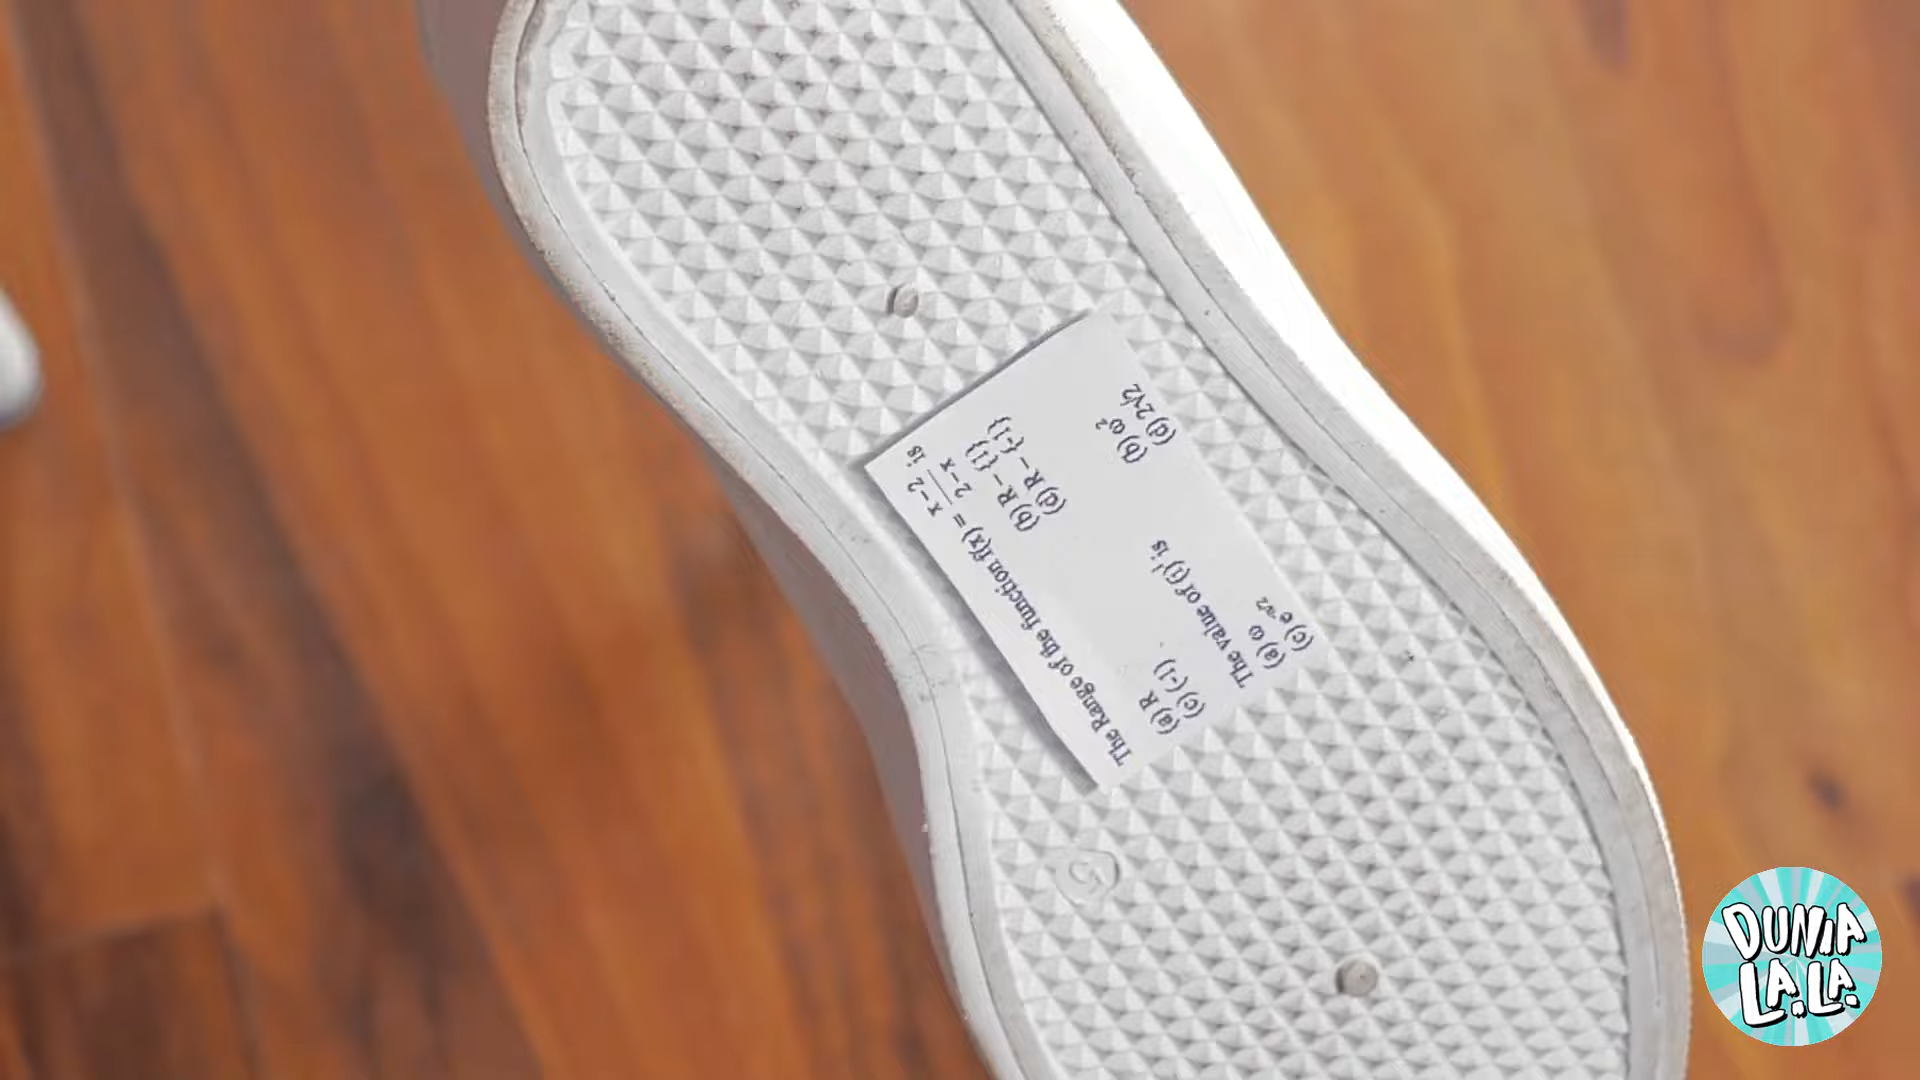 The Range of the function f(x) = x-2/2-x is
(a) R (b) R - {1}
(c) (-1) (d) R - {-1}
The value of (i)^i is
(a) ω (b) ω²
(c) e^-π/2 (d) 2√2
5
DUNIA
LA.LA.